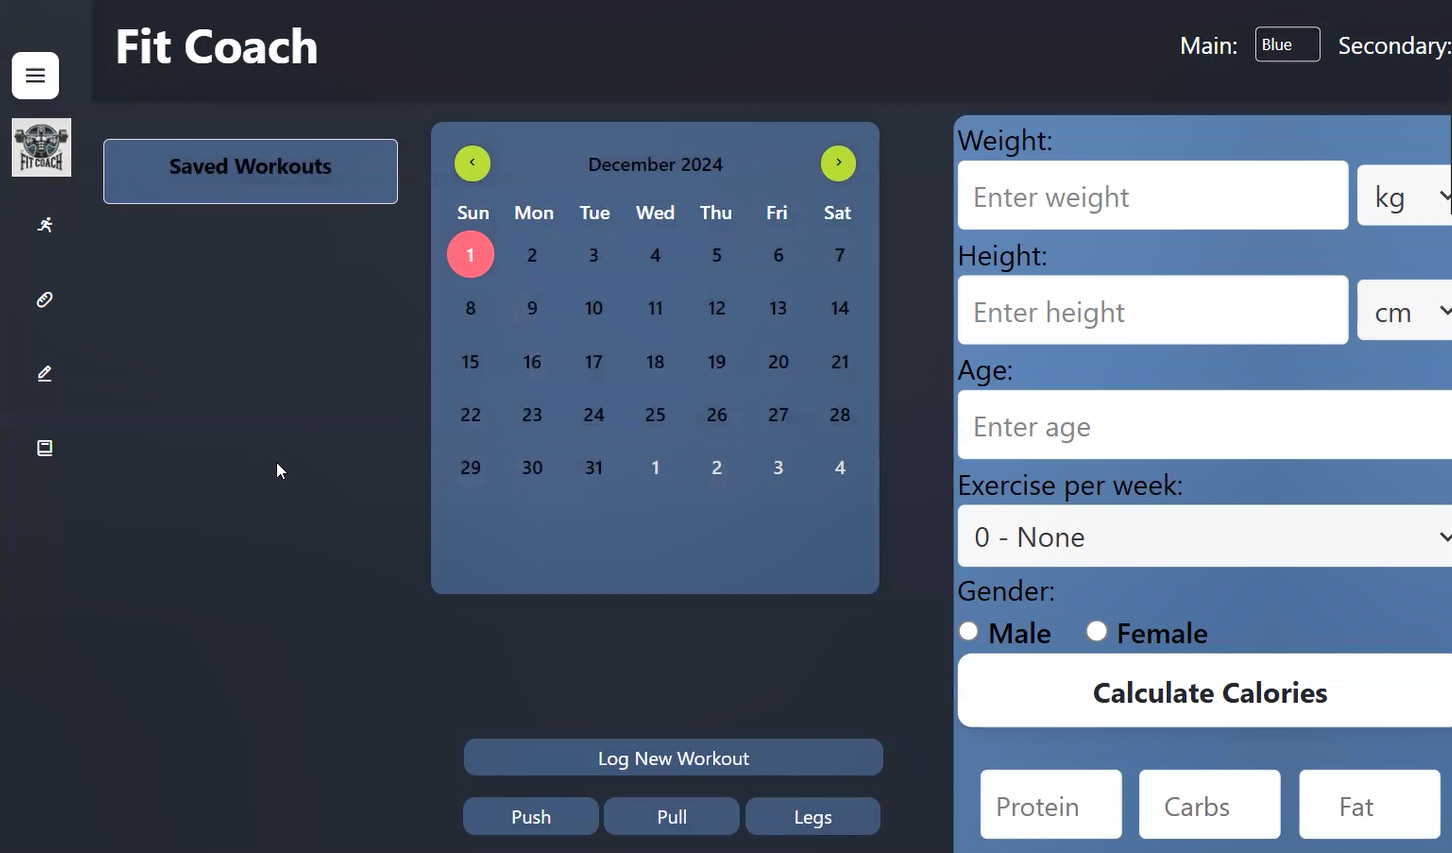 Fit Coach
Main: Blue Secondary:
FIT COACH
Saved Workouts
December 2024
Sun Mon Tue Wed Thu Fri Sat
1 2 3 4 5 6 7
8 9 10 11 12 13 14
15 16 17 18 19 20 21
22 23 24 25 26 27 28
29 30 31 1 2 3 4
Log New Workout
Push Pull Legs
Weight:
Enter weight kg
Height:
Enter height cm
Age:
Enter age
Exercise per week:
0 - None
Gender:
Male Female
Calculate Calories
Protein Carbs Fat